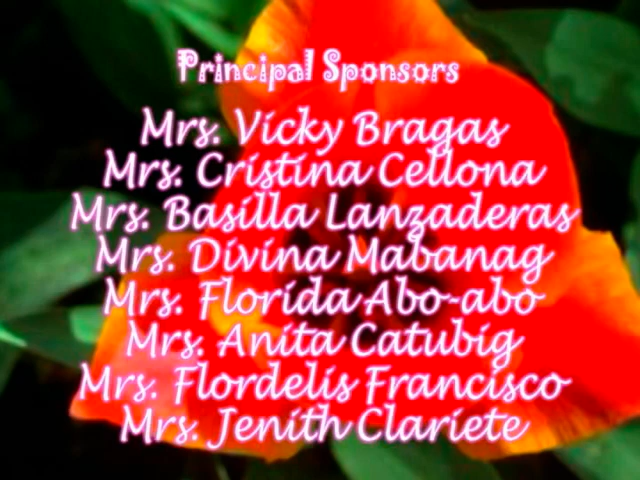 Principal Sponsors
Mrs. Vicky Bragas
Mrs. Cristina Cellona
Mrs. Basilla Lanzaderas
Mrs. Divina Mabanag
Mrs. Florida Abo-abo
Mrs. Anita Catubig
Mrs. Flordelis Francisco
Mrs. Jenith Clariete